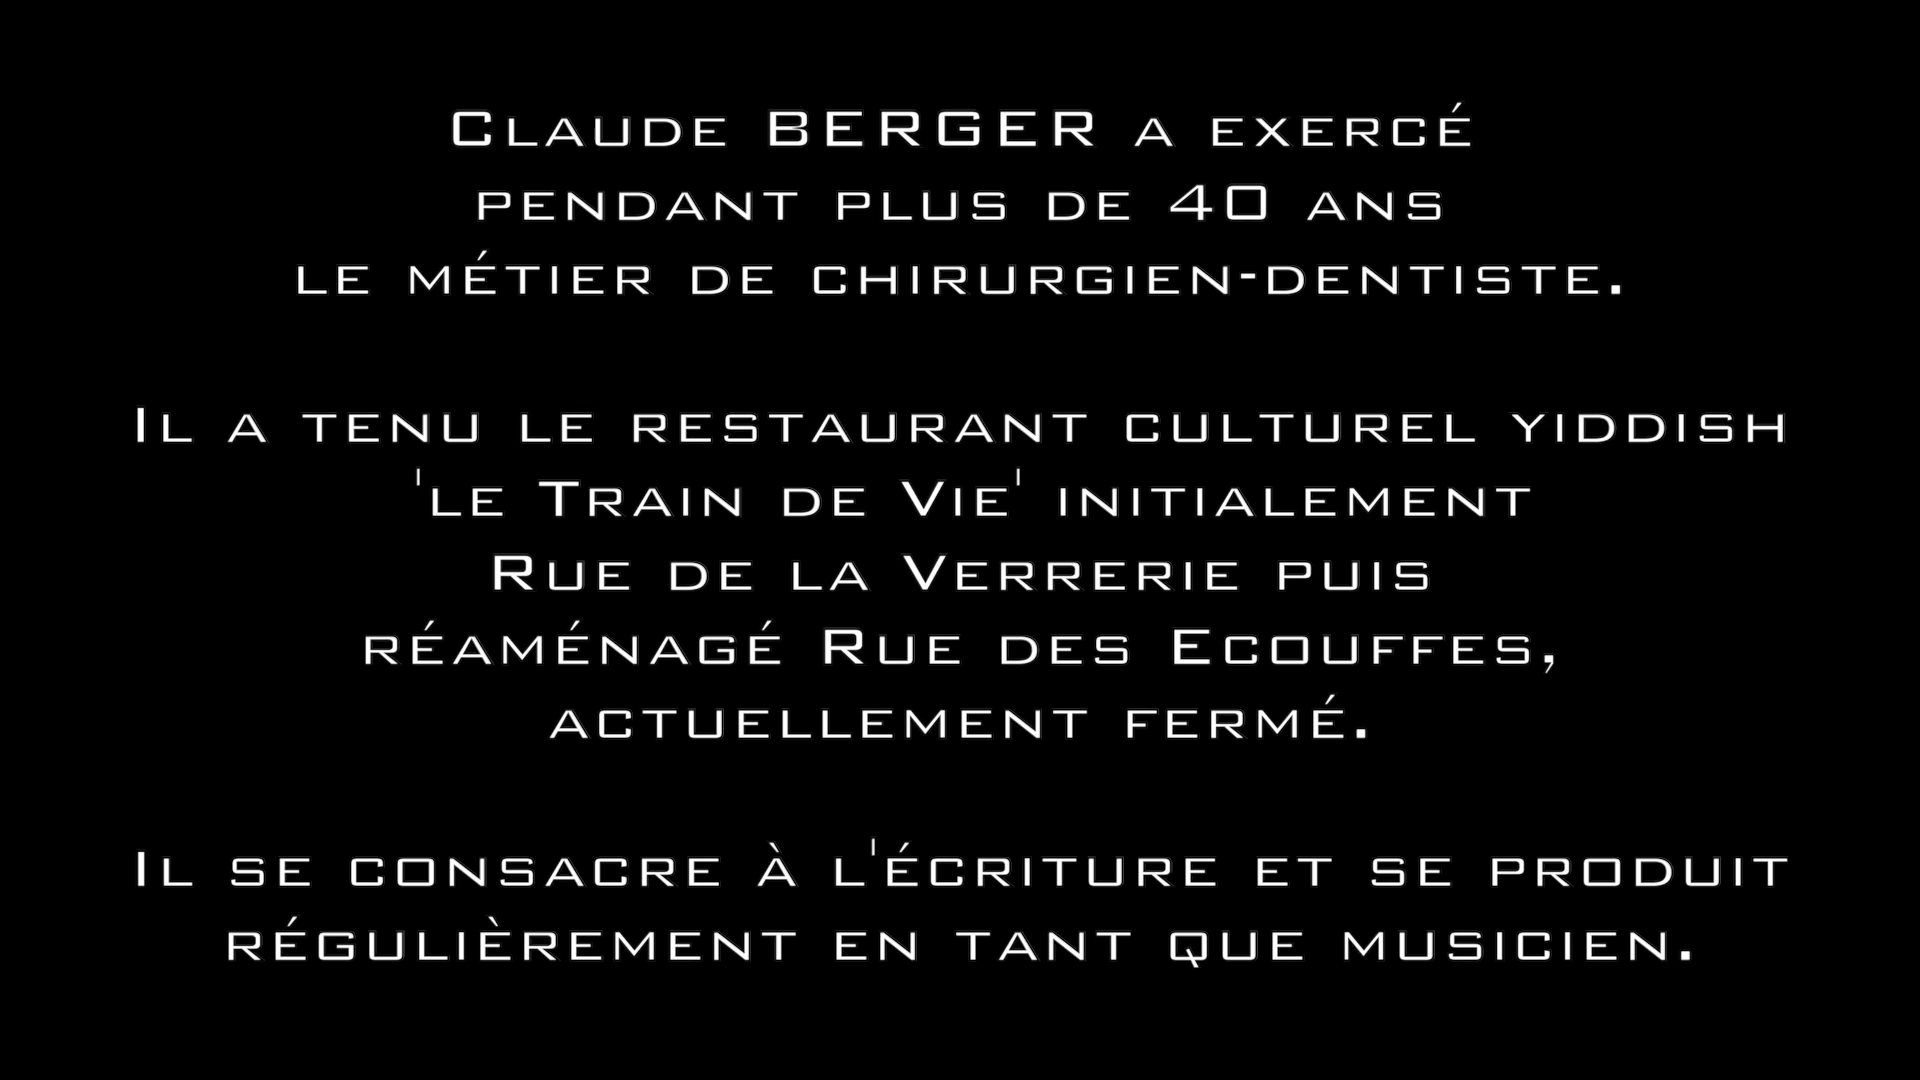 Claude BERGER a exercé
pendant plus de 40 ans
le métier de chirurgien-dentiste.
Il a tenu le restaurant culturel yiddish
'le Train de Vie' initialement
Rue de la Verrerie puis
réaménagé Rue des Ecouffes,
actuellement fermé.
Il se consacre à l'écriture et se produit
régulièrement en tant que musicien.